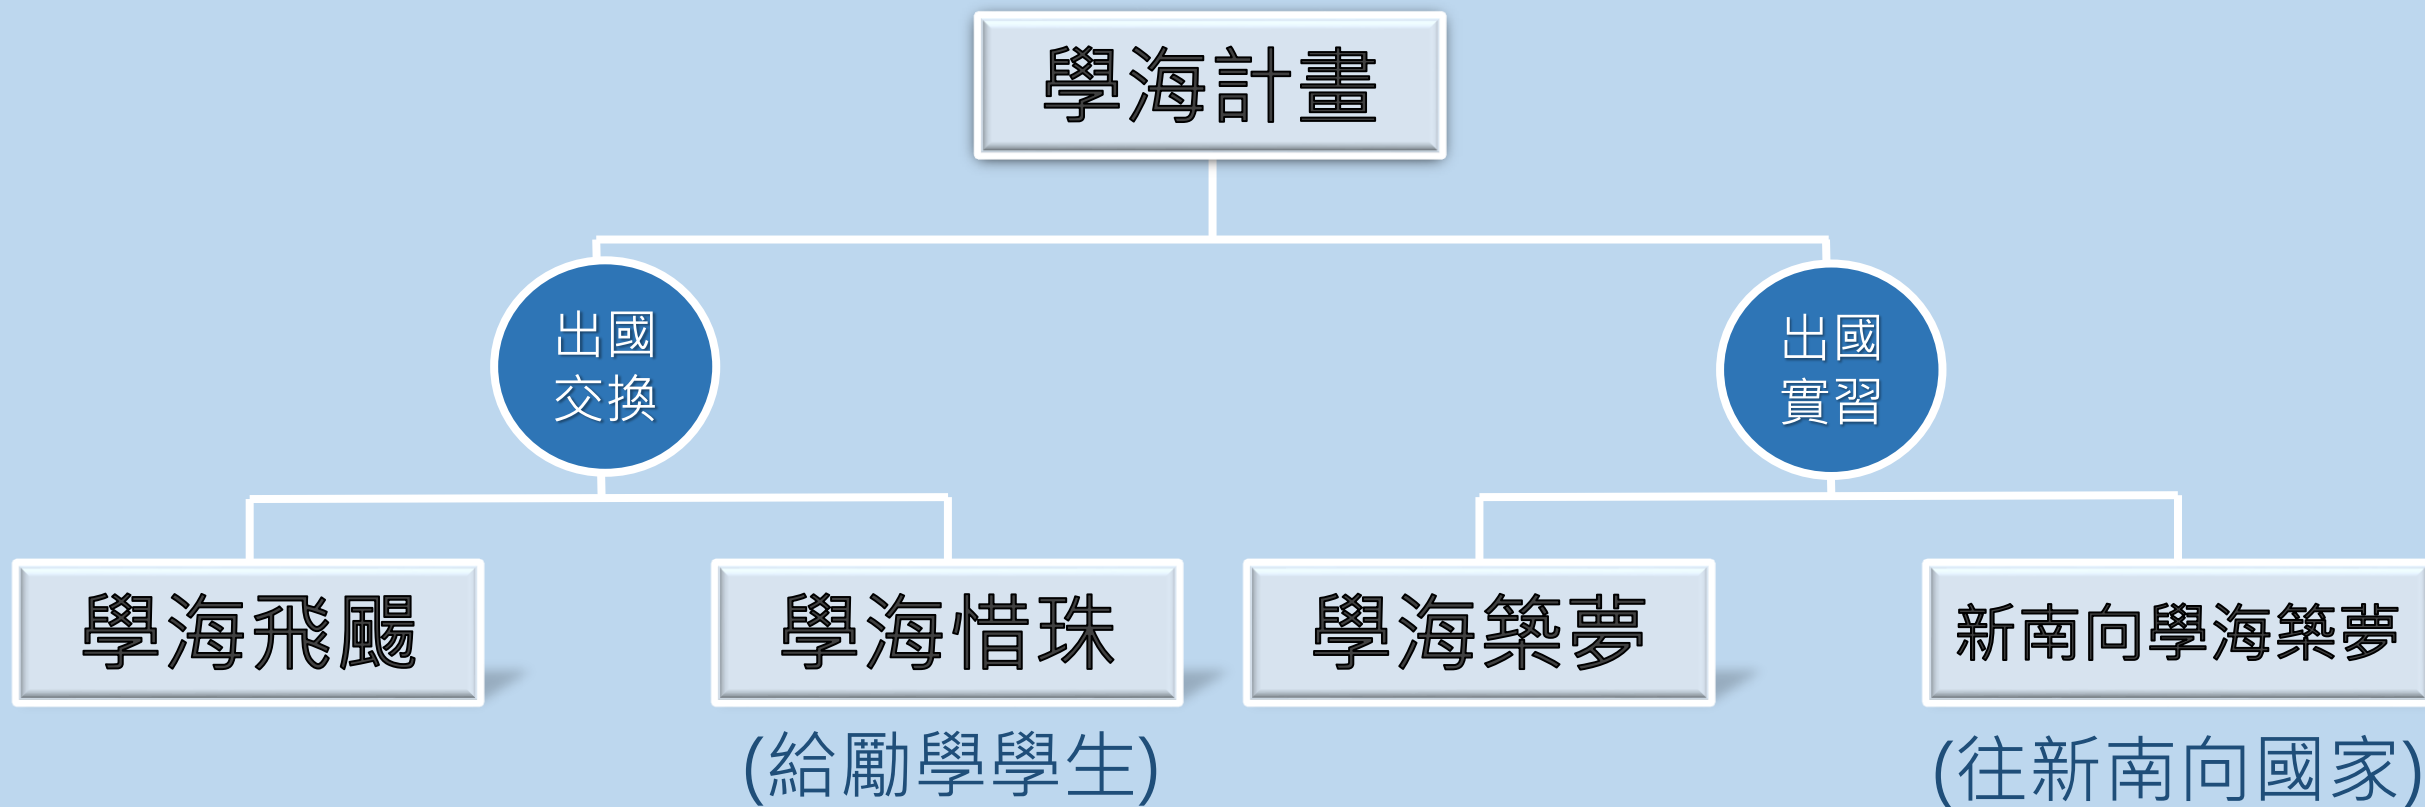 學海計畫
出國
交換
出國
實習
學海飛颺
學海惜珠
學海築夢
新南向學海築夢
(給勵學學生)
(往新南向國家)